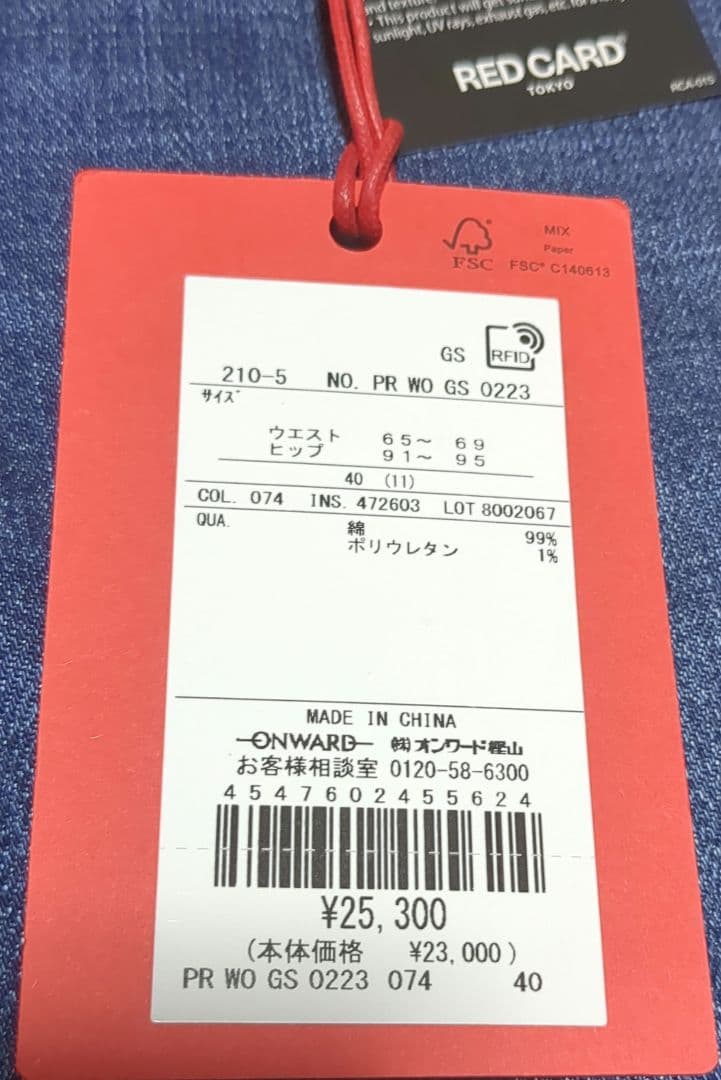 and texture.
• This product will get
sunlight, UV rays, exhaust gas, etc. for a
RED CARD
TOKYO
RCA-015
FSC
MIX
Paper
FSC® C140613
GS RFID
210-5 NO. PR WO GS 0223
サイズ
ウエスト 65～ 69
ヒップ 91～ 95
40 (11)
COL. 074 INS. 472603 LOT 8002067
QUA. 綿 99%
ポリウレタン 1%
MADE IN CHINA
ONWARD ㈱オンワード樫山
お客様相談室 0120-58-6300
4547602455624
¥25,300
(本体価格 ¥23,000)
PR WO GS 0223 074 40